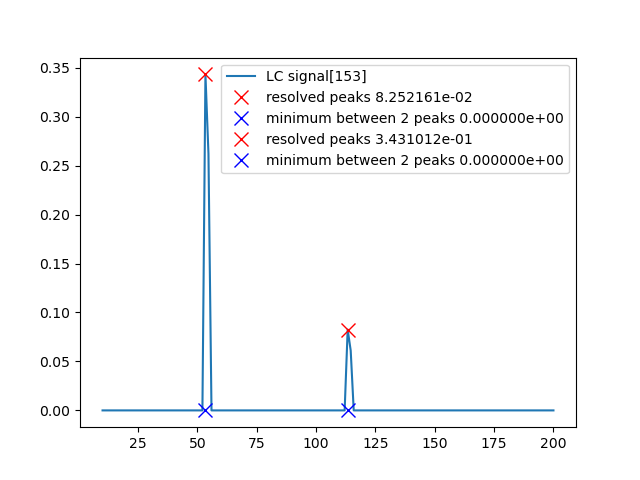 LC signal[153]
resolved peaks 8.252161e-02
minimum between 2 peaks 0.000000e+00
resolved peaks 3.431012e-01
minimum between 2 peaks 0.000000e+00
0.35
0.30
0.25
0.20
0.15
0.10
0.05
0.00
25 50 75 100 125 150 175 200